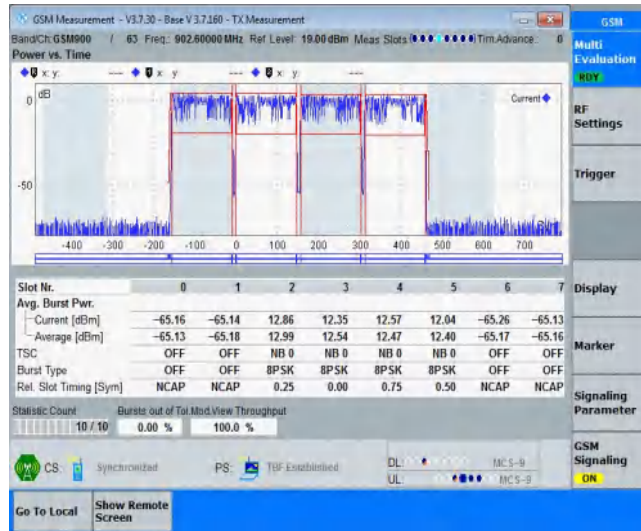 GSM Measurement - V3.7.30 - Base V 3.7.160 - TX Measurement
GSM
Band/Ch: GSM900 / 63 Freq.: 902.60000 MHz Ref. Level: 19.00 dBm Meas Slots Tim.Advance: 0
Multi Evaluation
RDY
Power vs. Time
x: y: --- x: y --- x: y: ---
RF Settings
dB
Current
0
-50
Trigger
-400 -300 -200 -100 0 100 200 300 400 500 600 700
Slot Nr. 0 1 2 3 4 5 6 7
Display
Avg. Burst Pwr.
Current [dBm] -65.16 -65.14 12.86 12.35 12.57 12.04 -65.26 -65.13
Average [dBm] -65.13 -65.18 12.99 12.54 12.47 12.40 -65.17 -65.16
Marker
TSC OFF OFF NB 0 NB 0 NB 0 NB 0 OFF OFF
Burst Type OFF OFF 8PSK 8PSK 8PSK 8PSK OFF OFF
Rel. Slot Timing [Sym] NCAP NCAP 0.25 0.00 0.75 0.50 NCAP NCAP
Signaling Parameter
Statistic Count Bursts out of Tol. Mod.View Throughput
10 / 10 0.00 % 100.0 %
GSM Signaling
ON
CS: Synchronized PS: TBF Established DL: MCS-9
UL: MCS-9
Go To Local
Show Remote Screen